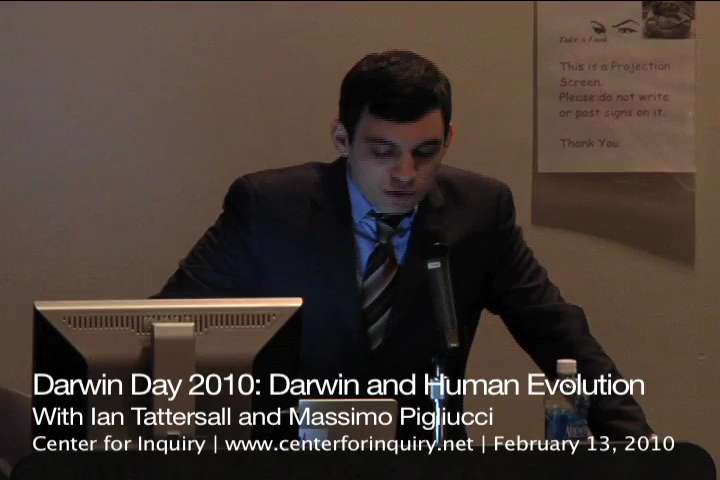 Take A Look
This is a Projection
Screen.
Please do not write
or post signs on it.
Thank You
Darwin Day 2010: Darwin and Human Evolution
With Ian Tattersall and Massimo Pigliucci
Center for Inquiry | www.centerforinquiry.net | February 13, 2010